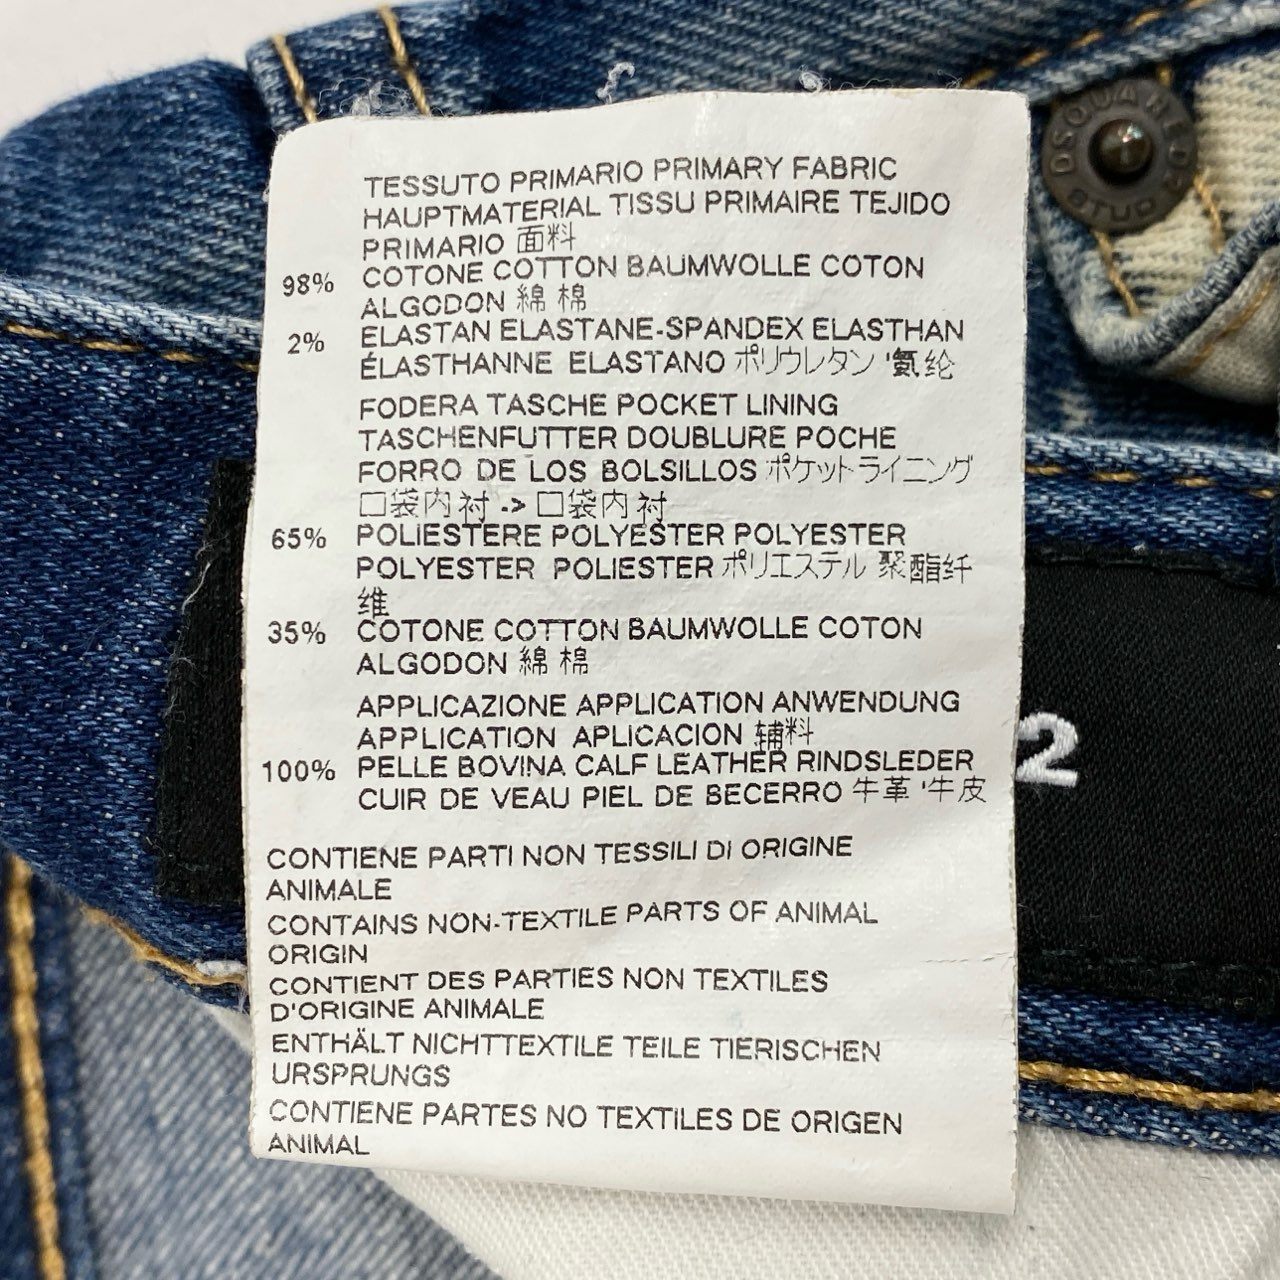 TESSUTO PRIMARIO PRIMARY FABRIC
HAUPTMATERIAL TISSU PRIMAIRE TEJIDO
PRIMARIO 面料
98% COTONE COTTON BAUMWOLLE COTON
ALGODON 綿 棉
2% ELASTAN ELASTANE-SPANDEX ELASTHAN
ÉLASTHANNE ELASTANO ポリウレタン '氨纶
FODERA TASCHE POCKET LINING
TASCHENFUTTER DOUBLURE POCHE
FORRO DE LOS BOLSILLOS ポケットライニング
口袋内衬 -> 口袋内衬
65% POLIESTERE POLYESTER POLYESTER
POLYESTER POLIESTER ポリエステル 聚酯纤
维
35% COTONE COTTON BAUMWOLLE COTON
ALGODON 綿 棉
APPLICAZIONE APPLICATION ANWENDUNG
APPLICATION APLICACION 辅料
100% PELLE BOVINA CALF LEATHER RINDSLEDER
CUIR DE VEAU PIEL DE BECERRO 牛革 '牛皮
CONTIENE PARTI NON TESSILI DI ORIGINE
ANIMALE
CONTAINS NON-TEXTILE PARTS OF ANIMAL
ORIGIN
CONTIENT DES PARTIES NON TEXTILES
D'ORIGINE ANIMALE
ENTHÄLT NICHTTEXTILE TEILE TIERISCHEN
URSPRUNGS
CONTIENE PARTES NO TEXTILES DE ORIGEN
ANIMAL
DSQUARED2
STUD
2